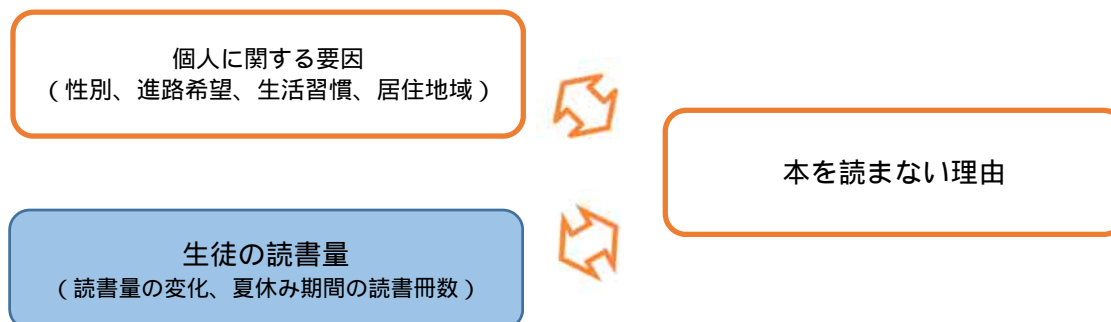 個人に関する要因
（性別、進路希望、生活習慣、居住地域）
本を読まない理由
生徒の読書量
（読書量の変化、夏休み期間の読書冊数）